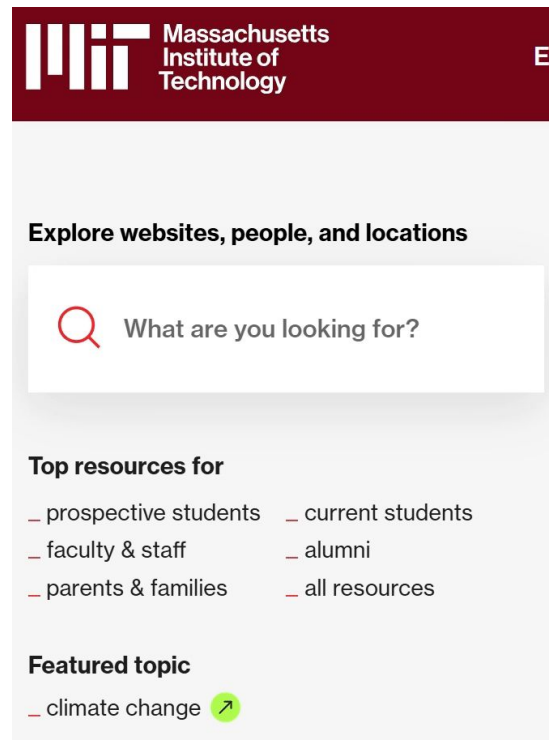 MIT
Massachusetts
Institute of
Technology
E
Explore websites, people, and locations
What are you looking for?
Top resources for
_ prospective students _ current students
_ faculty & staff _ alumni
_ parents & families _ all resources
Featured topic
_ climate change